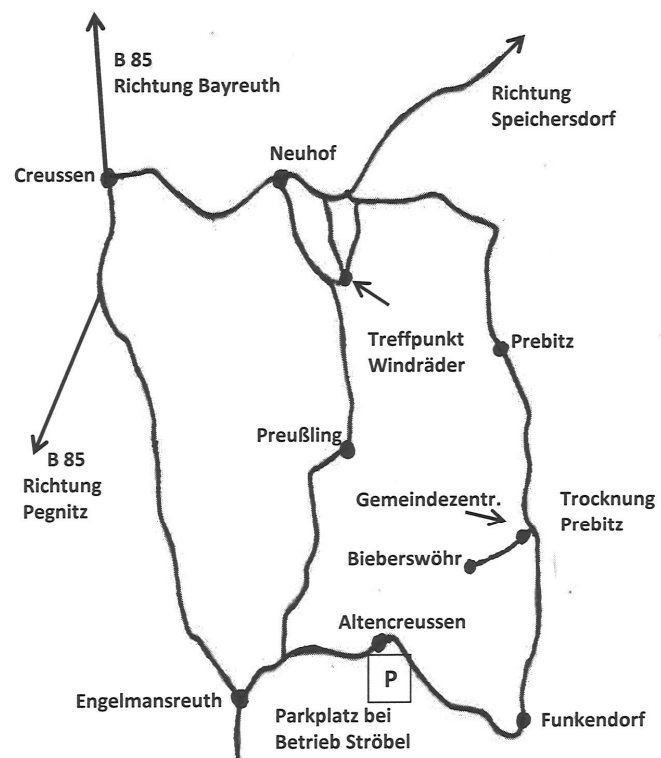 B 85
Richtung Bayreuth
Richtung
Speichersdorf
Neuhof
Creussen
Treffpunkt
Windräder
Prebitz
Preußling
B 85
Richtung
Pegnitz
Gemeindezentr.
Trocknung
Prebitz
Bieberswöhr
Altencreussen
P
Engelmansreuth
Parkplatz bei
Betrieb Ströbel
Funkendorf